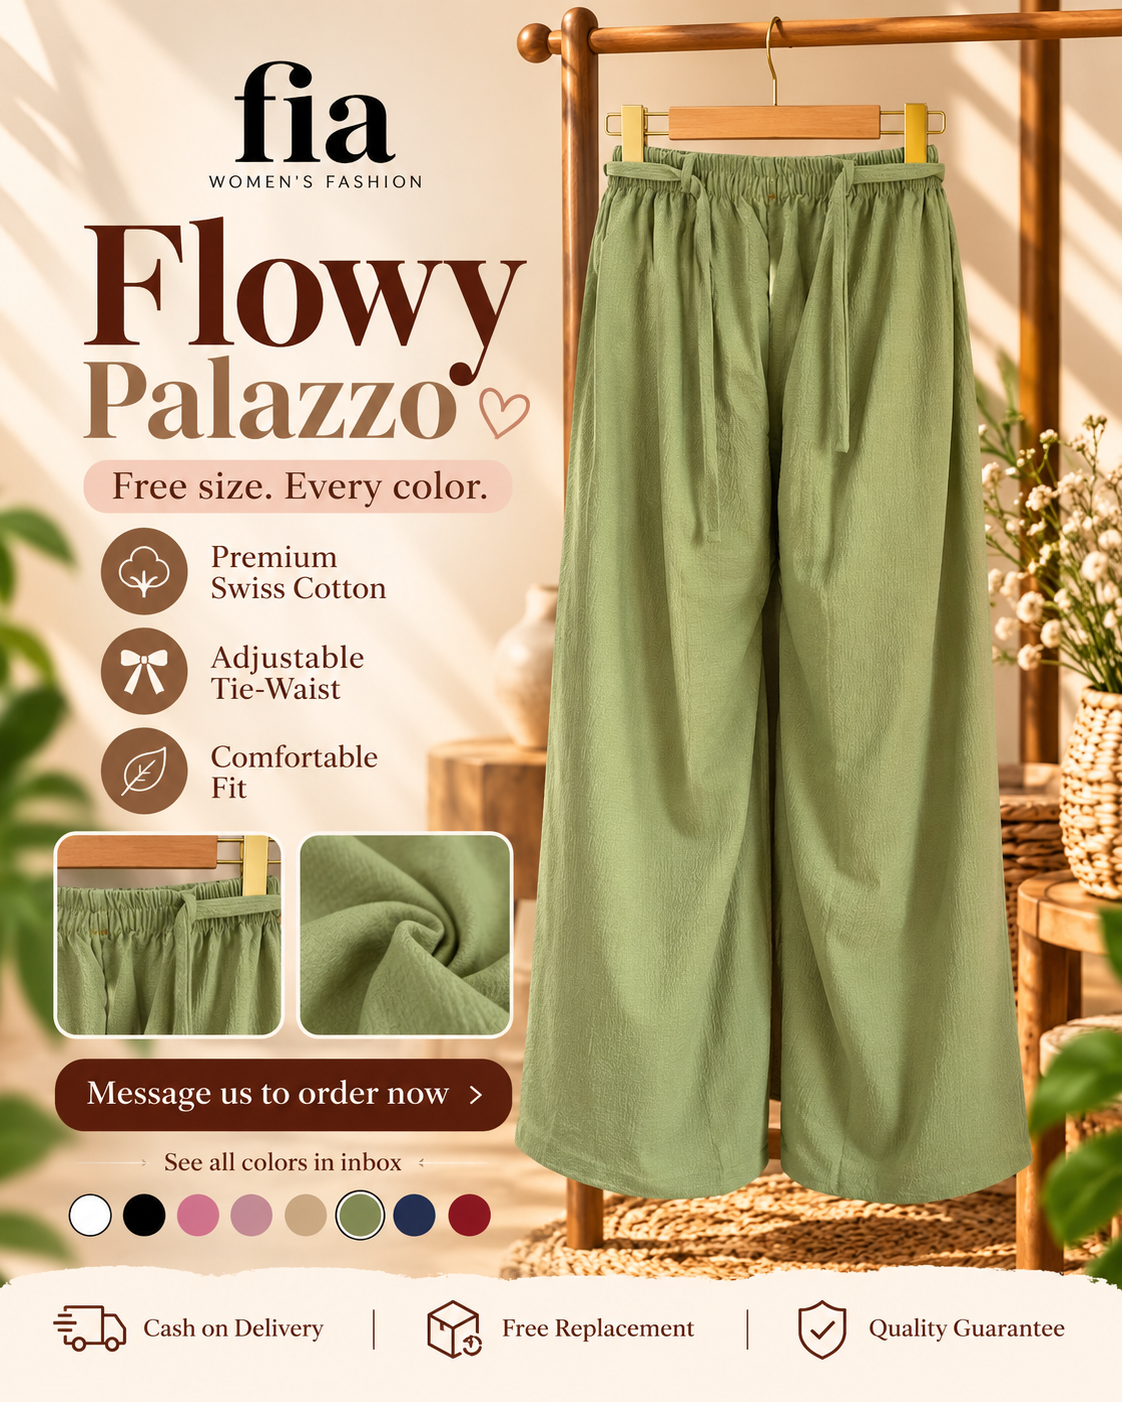 fia
WOMEN'S FASHION
Flowy
Palazzo
Free size. Every color.
Premium
Swiss Cotton
Adjustable
Tie-Waist
Comfortable
Fit
Message us to order now >
See all colors in inbox
Cash on Delivery
Free Replacement
Quality Guarantee